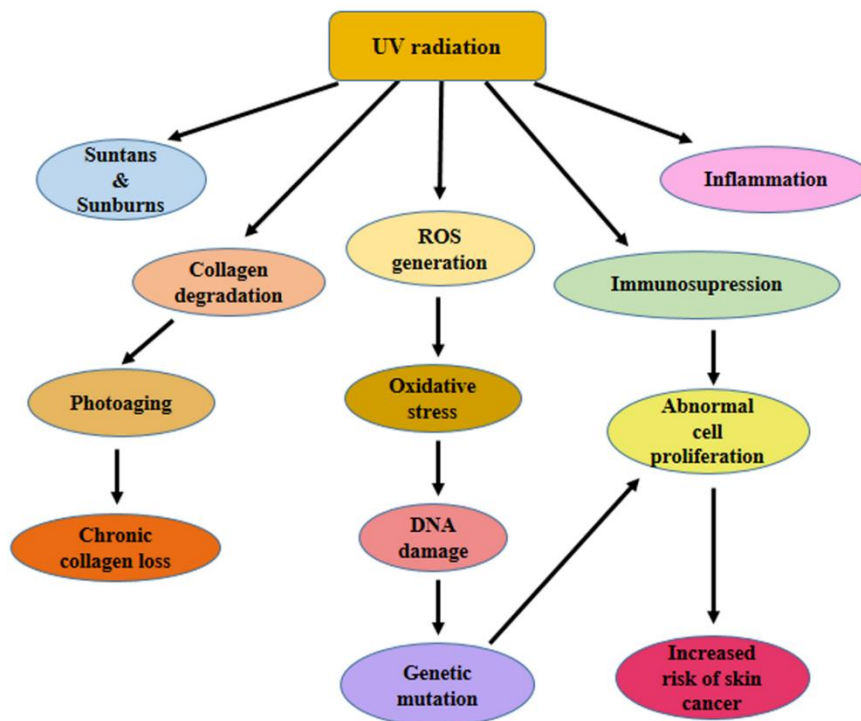 UV radiation
Suntans
&
Sunburns
Inflammation
ROS
generation
Collagen
degradation
Immunosupression
Photoaging
Oxidative
stress
Abnormal
cell
proliferation
Chronic
collagen loss
DNA
damage
Genetic
mutation
Increased
risk of skin
cancer